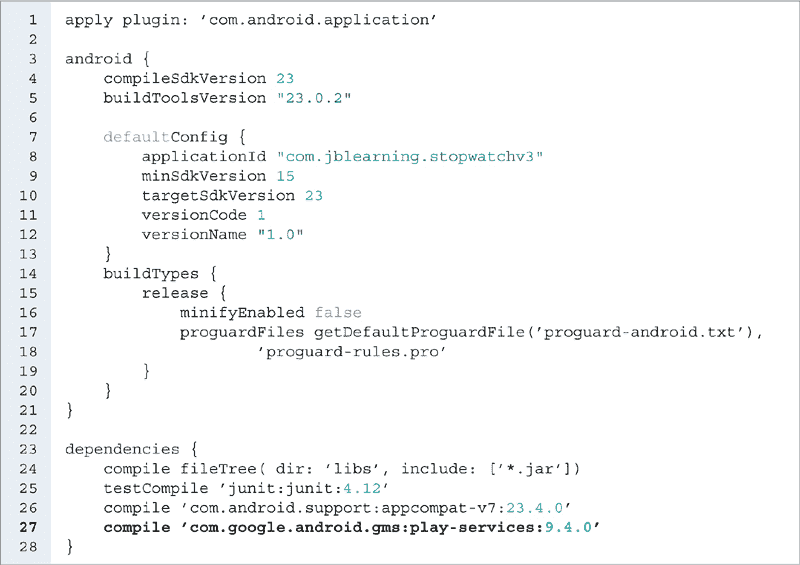 1 apply plugin: ’com.android.application’
2
3 android {
4     compileSdkVersion 23
5     buildToolsVersion "23.0.2"
6
7     defaultConfig {
8         applicationId "com.jblearning.stopwatchv3"
9         minSdkVersion 15
10         targetSdkVersion 23
11         versionCode 1
12         versionName "1.0"
13     }
14     buildTypes {
15         release {
16             minifyEnabled false
17             proguardFiles getDefaultProguardFile(’proguard-android.txt’),
18                     ’proguard-rules.pro’
19         }
20     }
21 }
22
23 dependencies {
24     compile fileTree( dir: ’libs’, include: [’*.jar’])
25     testCompile ’junit:junit:4.12’
26     compile ’com.android.support:appcompat-v7:23.4.0’
27     compile ’com.google.android.gms:play-services:9.4.0’
28 }